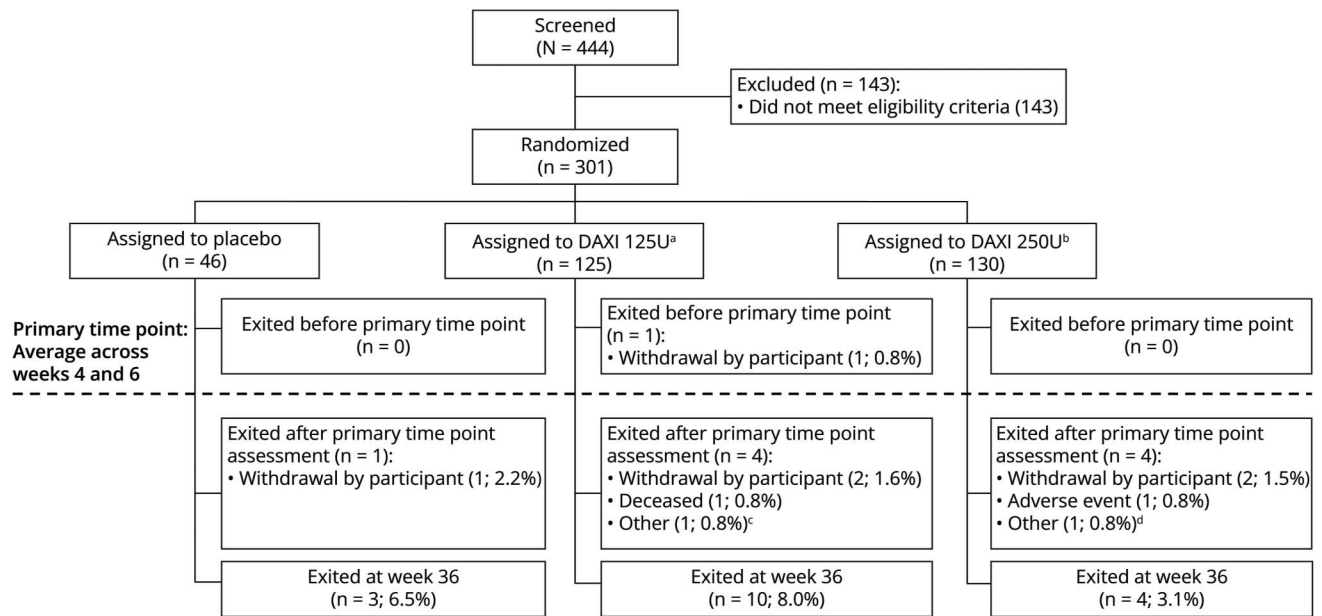 Screened
(N = 444)
Excluded (n = 143):
• Did not meet eligibility criteria (143)
Randomized
(n = 301)
Assigned to placebo
(n = 46)
Assigned to DAXI 125Uᵃ
(n = 125)
Assigned to DAXI 250Uᵇ
(n = 130)
Primary time point:
Average across
weeks 4 and 6
Exited before primary time point
(n = 0)
Exited before primary time point
(n = 1):
• Withdrawal by participant (1; 0.8%)
Exited before primary time point
(n = 0)
Exited after primary time point
assessment (n = 1):
• Withdrawal by participant (1; 2.2%)
Exited after primary time point
assessment (n = 4):
• Withdrawal by participant (2; 1.6%)
• Deceased (1; 0.8%)
• Other (1; 0.8%)ᶜ
Exited after primary time point
assessment (n = 4):
• Withdrawal by participant (2; 1.5%)
• Adverse event (1; 0.8%)
• Other (1; 0.8%)ᵈ
Exited at week 36
(n = 3; 6.5%)
Exited at week 36
(n = 10; 8.0%)
Exited at week 36
(n = 4; 3.1%)